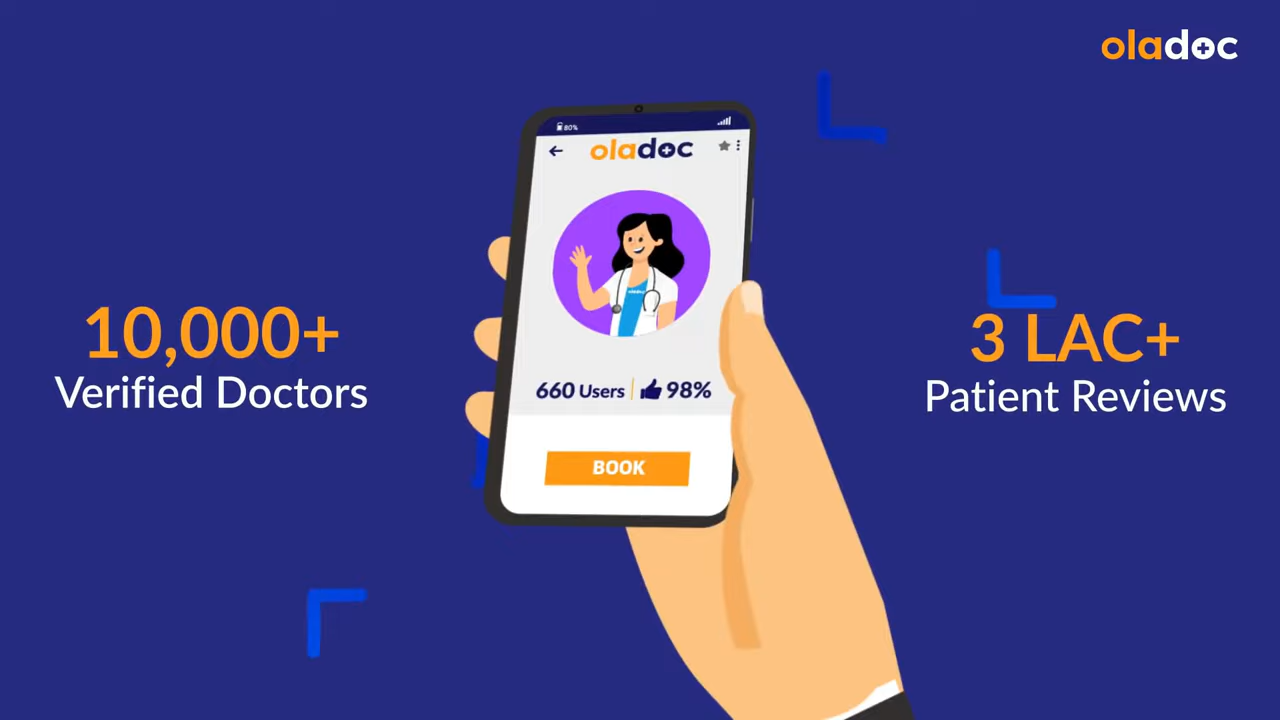 oladoc
80%
oladoc
10,000+
Verified Doctors
660 Users 98%
BOOK
3 LAC+
Patient Reviews